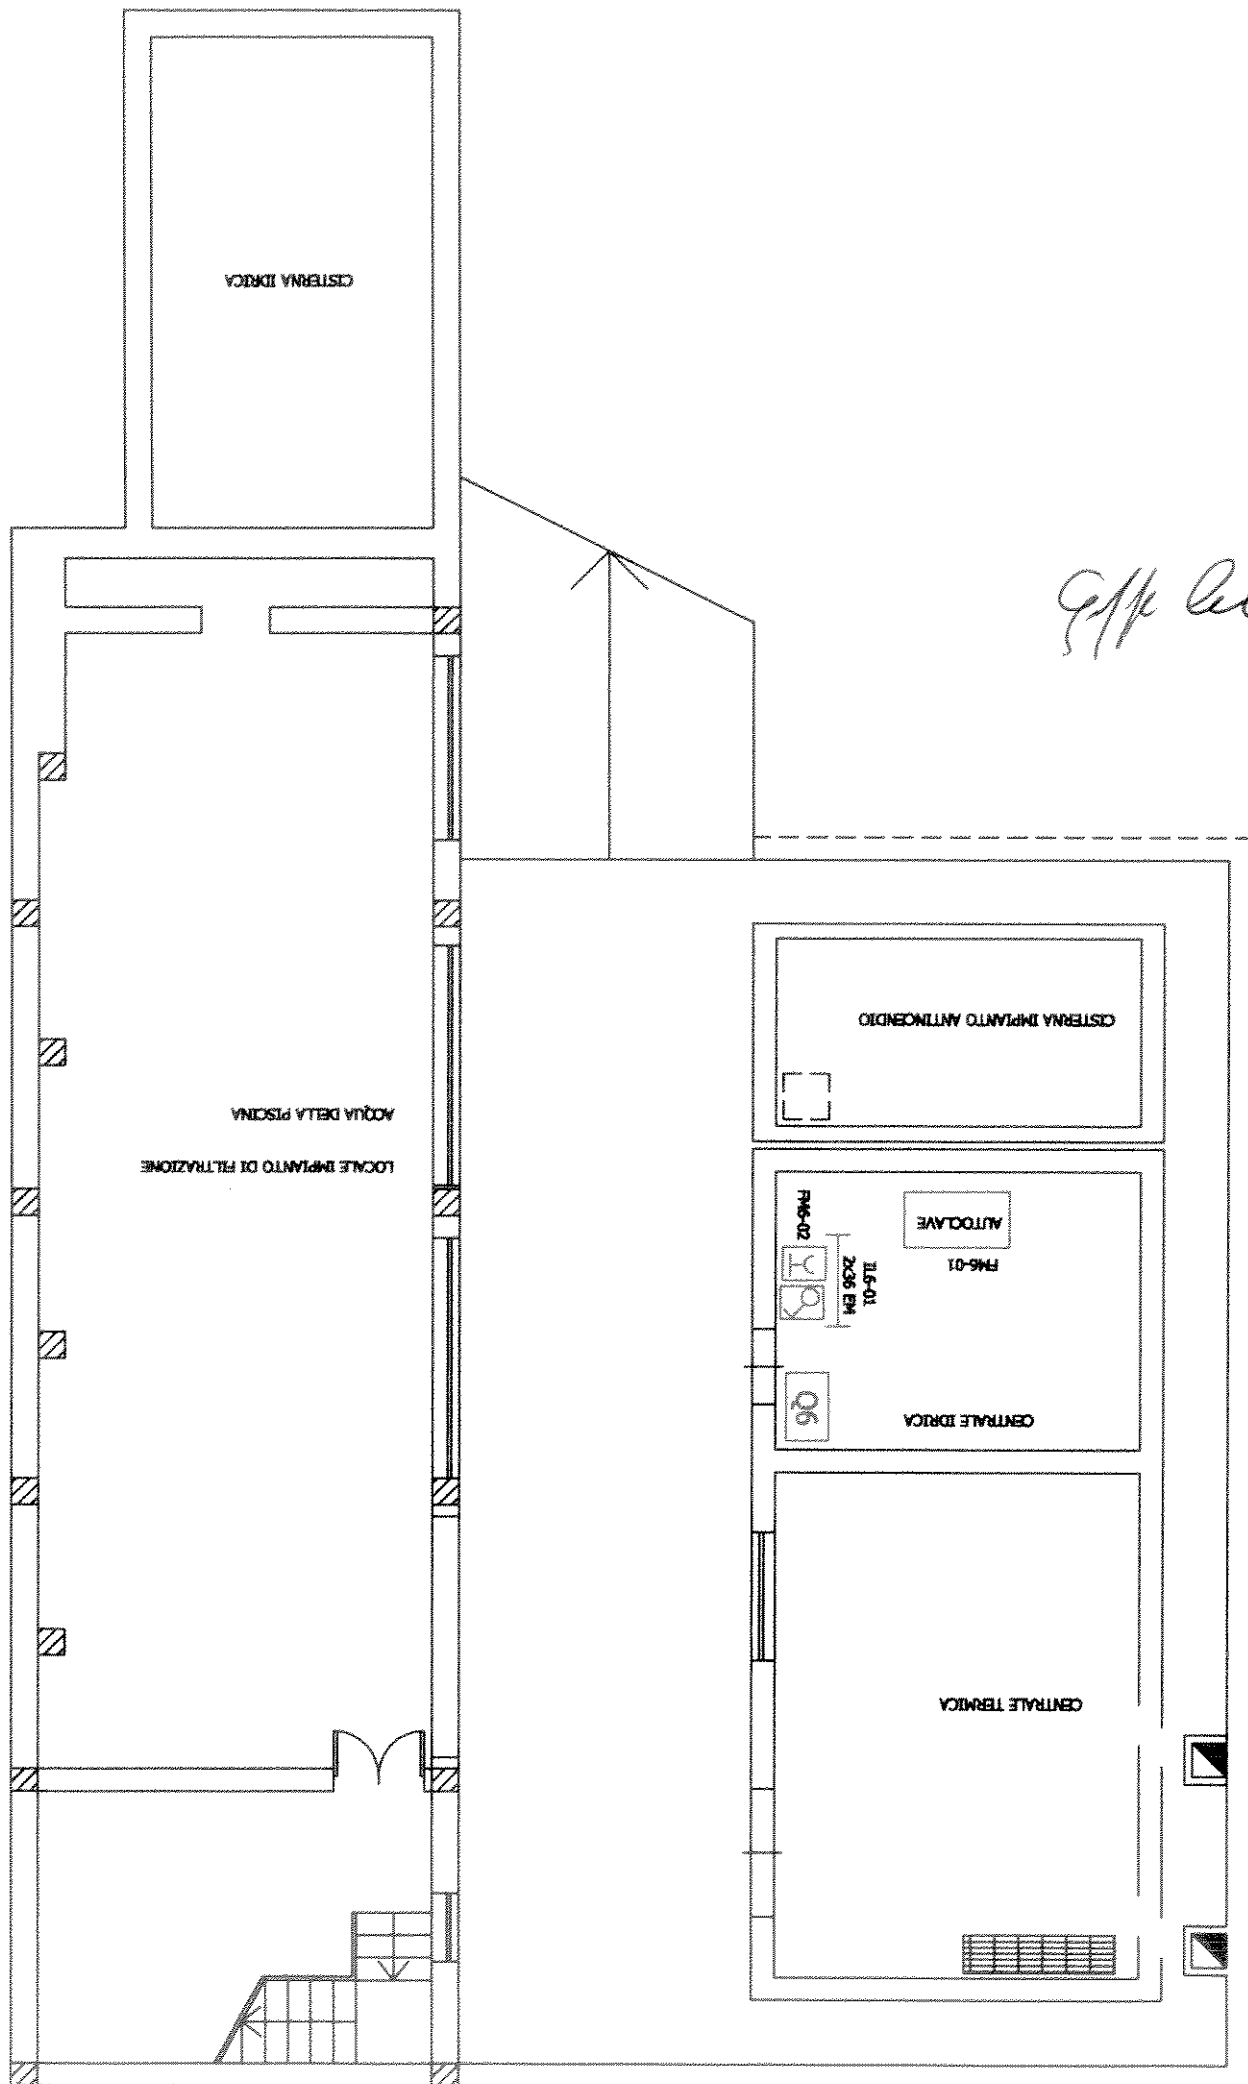 CISTERNA IDRICA
CISTERNA IMPIANTO ANTINCENDIO
LOCALE IMPIANTO DI FILTRAZIONE
ACQUA DELLA PISCINA
FM6-02
AUTOCLAVE
FM6-01
IL6-01
2x36 EM
Q6
CENTRALE IDRICA
CENTRALE TERMICA